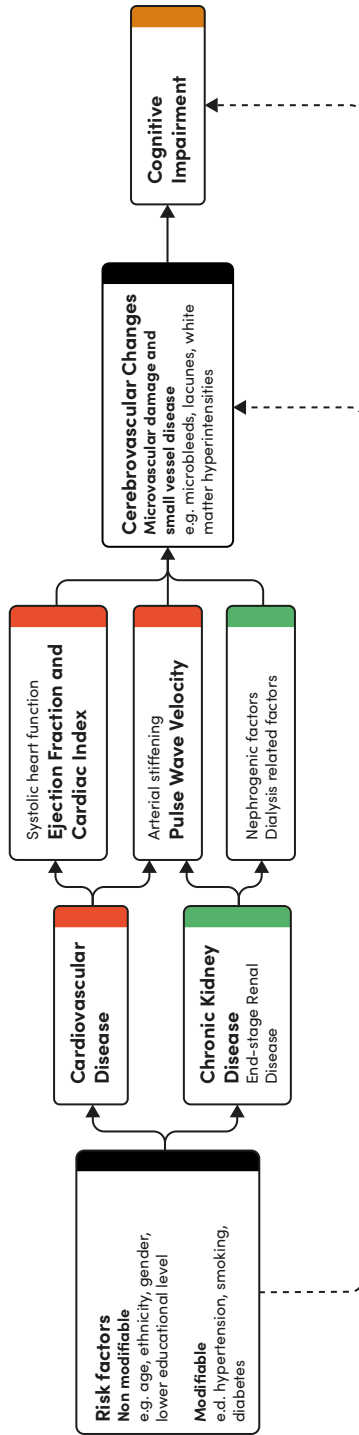 Risk factors
Non modifiable
e.g. age, ethnicity, gender,
lower educational level
Modifiable
e.d. hypertension, smoking,
diabetes
Cardiovascular
Disease
Chronic Kidney
Disease
End-stage Renal
Disease
Systolic heart function
Ejection Fraction and
Cardiac Index
Arterial stiffening
Pulse Wave Velocity
Nephrogenic factors
Dialysis related factors
Cerebrovascular Changes
Microvascular damage and
small vessel disease
e.g. microbleeds, lacunes, white
matter hyperintensities
Cognitive
Impairment